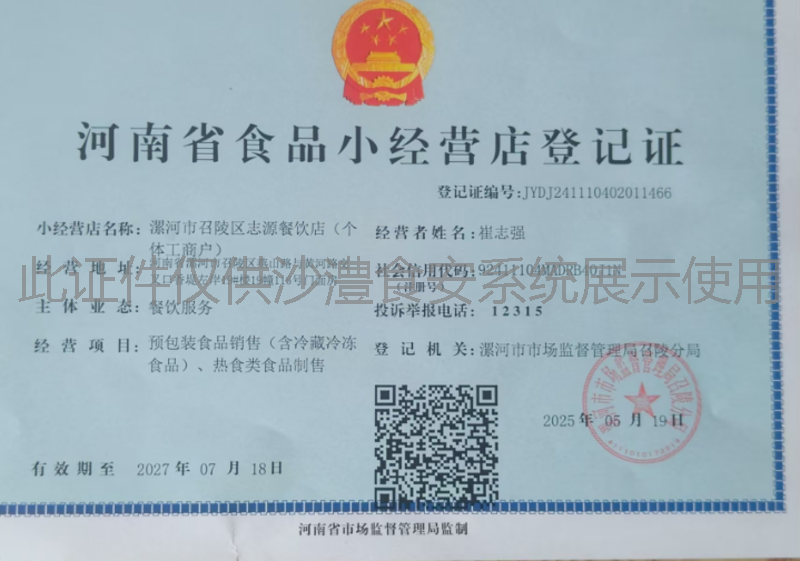 河南省食品小经营店登记证
登记证编号:JYDJ241110402011466
小经营店名称: 漯河市召陵区志源餐饮店（个
体工商户）
经营者姓名: 崔志强
经营地址:
社会信用代码:
（注册号）
此证件仅供沙澧食安系统展示使用
主体业态: 餐饮服务
投诉举报电话: 12315
经营项目: 预包装食品销售（含冷藏冷冻
食品）、热食类食品制售
登记机关: 漯河市市场监督管理局召陵分局
2025年 05月 19日
有效期至 2027年 07月 18日
河南省市场监督管理局监制